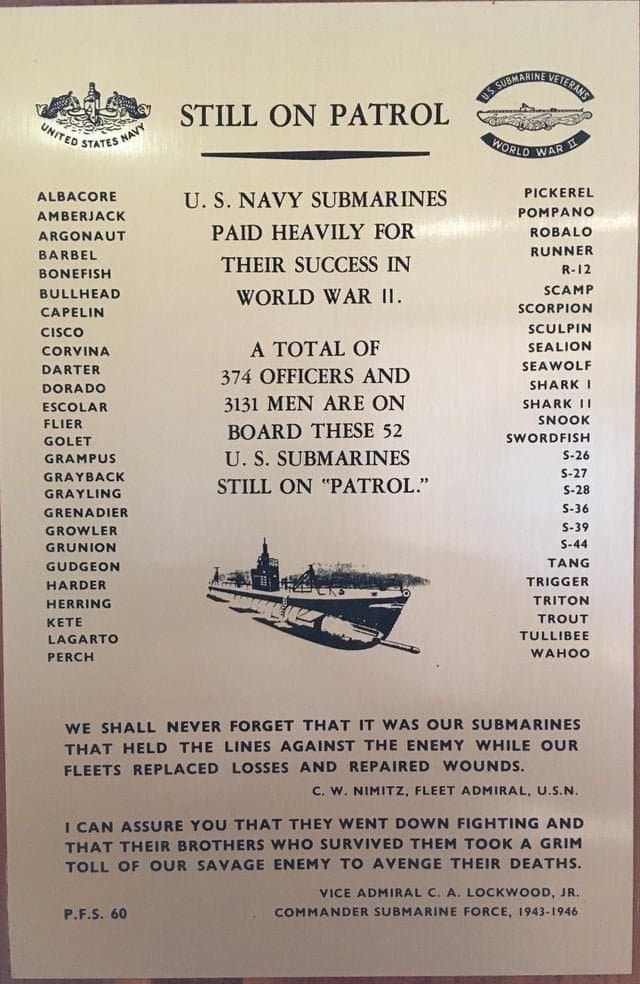 STILL ON PATROL
UNITED STATES NAVY
U.S. SUBMARINE VETERANS
WORLD WAR II
ALBACORE
AMBERJACK
ARGONAUT
BARBEL
BONEFISH
BULLHEAD
CAPELIN
CISCO
CORVINA
DARTER
DORADO
ESCOLAR
FLIER
GOLET
GRAMPUS
GRAYBACK
GRAYLING
GRENADIER
GROWLER
GRUNION
GUDGEON
HARDER
HERRING
KETE
LAGARTO
PERCH
U. S. NAVY SUBMARINES
PAID HEAVILY FOR
THEIR SUCCESS IN
WORLD WAR II.
A TOTAL OF
374 OFFICERS AND
3131 MEN ARE ON
BOARD THESE 52
U. S. SUBMARINES
STILL ON “PATROL.”
PICKEREL
POMPANO
ROBALO
RUNNER
R-12
SCAMP
SCORPION
SCULPIN
SEALION
SEAWOLF
SHARK I
SHARK II
SNOOK
SWORDFISH
S-26
S-27
S-28
S-36
S-39
S-44
TANG
TRIGGER
TRITON
TROUT
TULLIBEE
WAHOO
WE SHALL NEVER FORGET THAT IT WAS OUR SUBMARINES
THAT HELD THE LINES AGAINST THE ENEMY WHILE OUR
FLEETS REPLACED LOSSES AND REPAIRED WOUNDS.
C. W. NIMITZ, FLEET ADMIRAL, U.S.N.
I CAN ASSURE YOU THAT THEY WENT DOWN FIGHTING AND
THAT THEIR BROTHERS WHO SURVIVED THEM TOOK A GRIM
TOLL OF OUR SAVAGE ENEMY TO AVENGE THEIR DEATHS.
VICE ADMIRAL C. A. LOCKWOOD, JR.
P.F.S. 60 COMMANDER SUBMARINE FORCE, 1943-1946